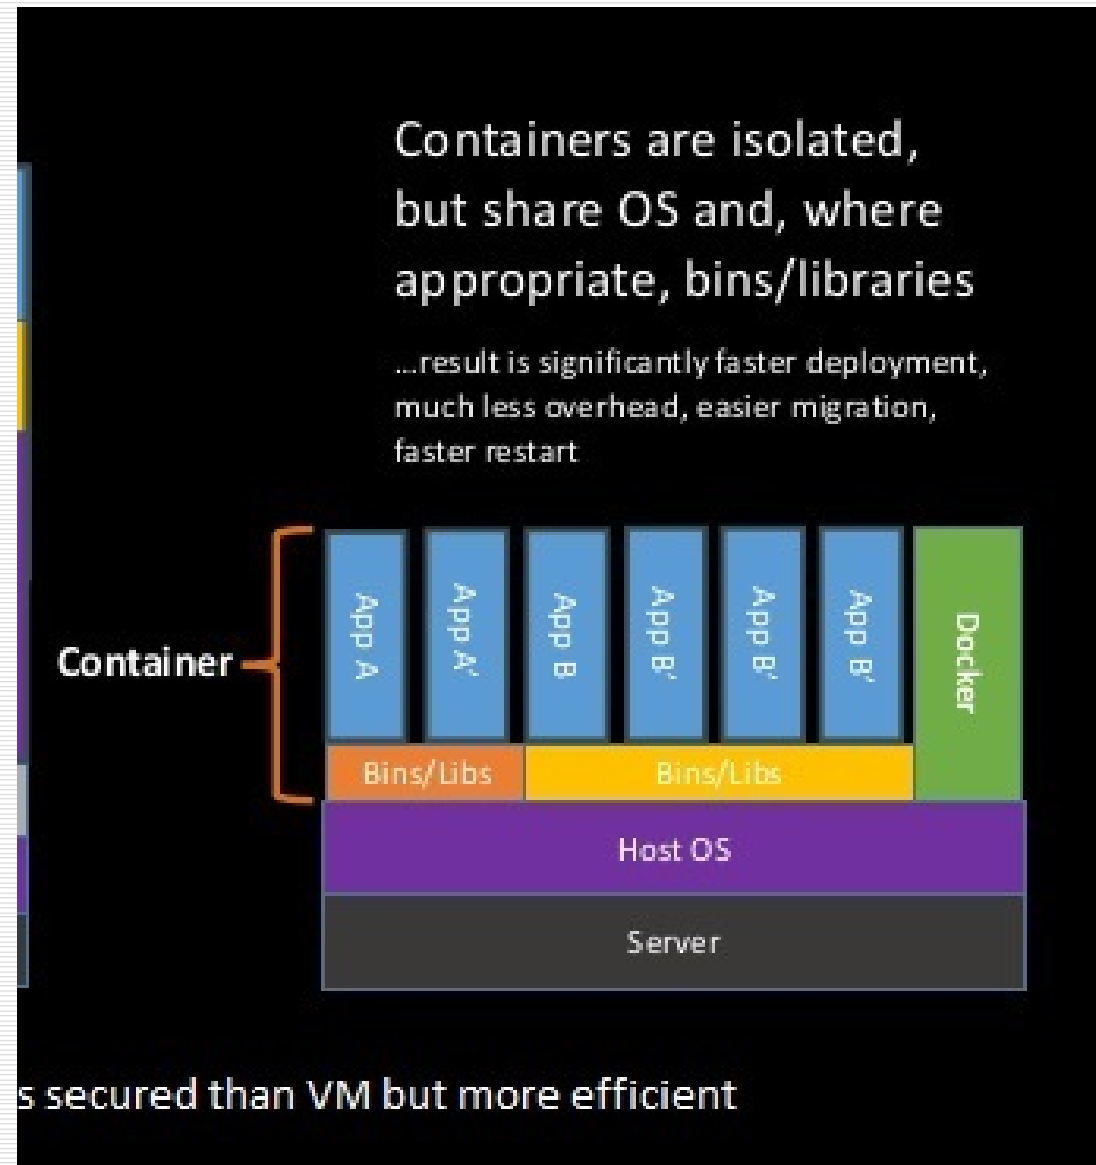 Containers are isolated,
but share OS and, where
appropriate, bins/libraries
...result is significantly faster deployment,
much less overhead, easier migration,
faster restart
Container
App A
App A'
App B
App B'
App B'
App B'
Docker
Bins/Libs
Bins/Libs
Host OS
Server
s secured than VM but more efficient